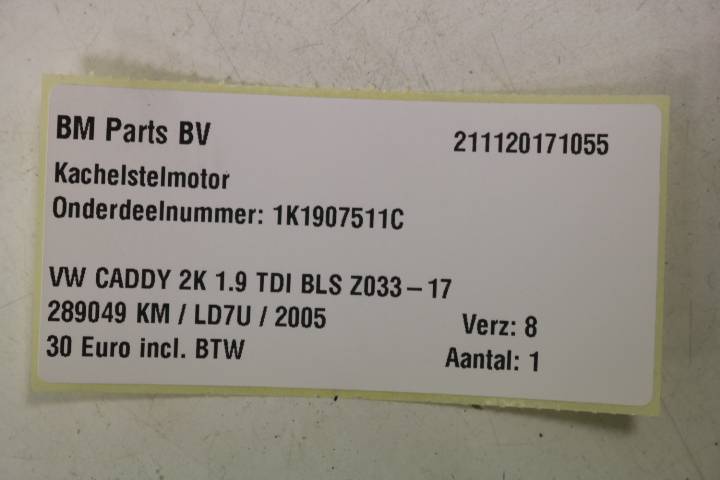 BM Parts BV 211120171055
Kachelstelmotor
Onderdeelnummer: 1K1907511C
VW CADDY 2K 1.9 TDI BLS Z033-17
289049 KM / LD7U / 2005 Verz: 8
30 Euro incl. BTW Aantal: 1